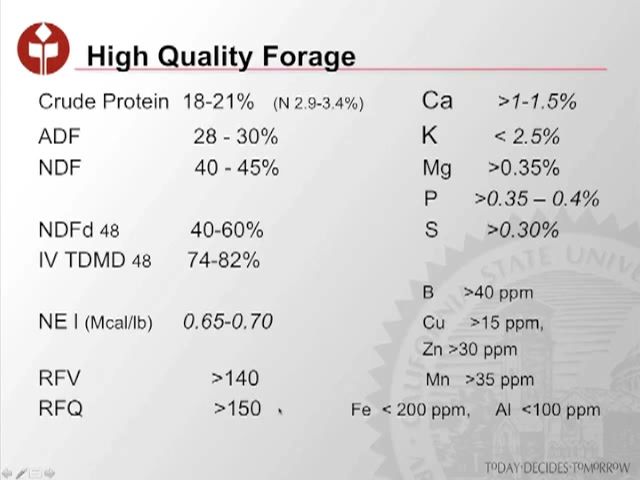 High Quality Forage
Crude Protein 18-21% (N 2.9-3.4%) Ca >1-1.5%
ADF 28 - 30% K < 2.5%
NDF 40 - 45% Mg >0.35%
P >0.35 – 0.4%
NDFd 48 40-60% S >0.30%
IV TDMD 48 74-82%
B >40 ppm
NE l (Mcal/lb) 0.65-0.70 Cu >15 ppm,
Zn >30 ppm
RFV >140 Mn >35 ppm
RFQ >150 Fe < 200 ppm, Al <100 ppm
STATE UNIV
TODAY·DECIDES·TOMORROW